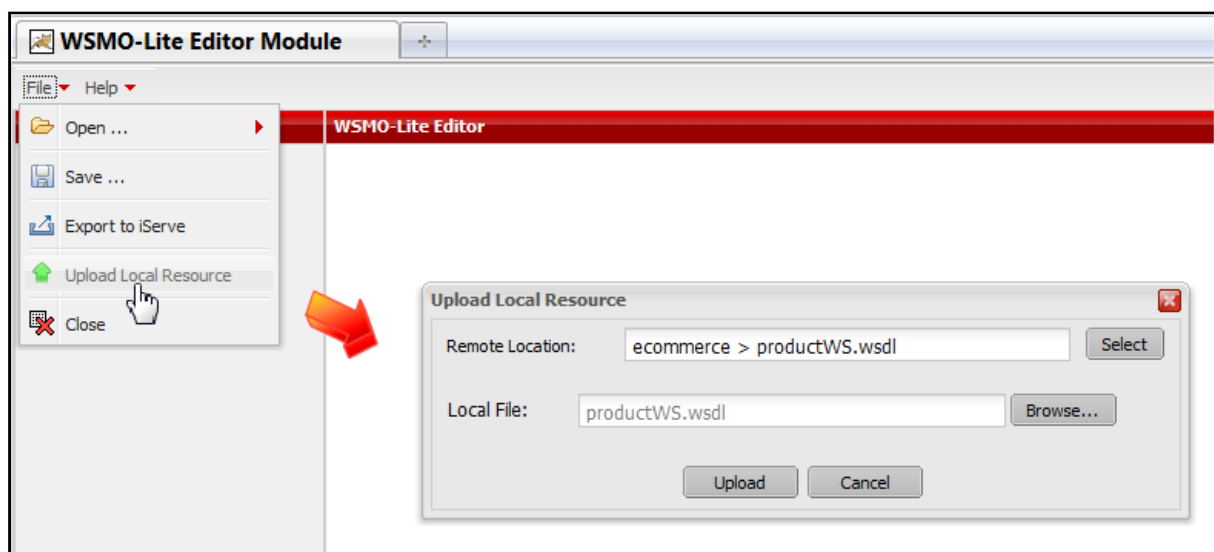 WSMO-Lite Editor Module
File Help
Open ...
WSMO-Lite Editor
Save ...
Export to iServe
Upload Local Resource
Close
Upload Local Resource
Remote Location: ecommerce > productWS.wsdl Select
Local File: productWS.wsdl Browse...
Upload Cancel